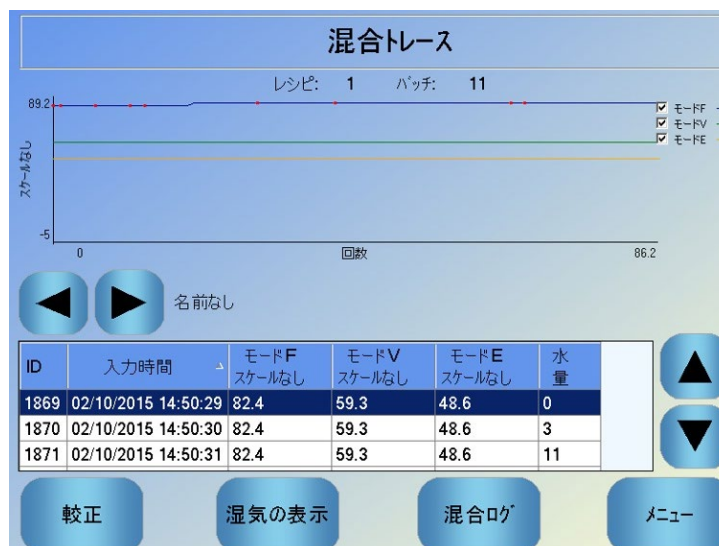 混合トレース
レシピ: 1 バッチ: 11
89.2
スケールなし
-5
0 回数 86.2
モードF
モードV
モードE
名前なし
ID 入力時間 モードF スケールなし モードV スケールなし モードE スケールなし 水量
1869 02/10/2015 14:50:29 82.4 59.3 48.6 0
1870 02/10/2015 14:50:30 82.4 59.3 48.6 3
1871 02/10/2015 14:50:31 82.4 59.3 48.6 11
較正 湿気の表示 混合ログ メニュー